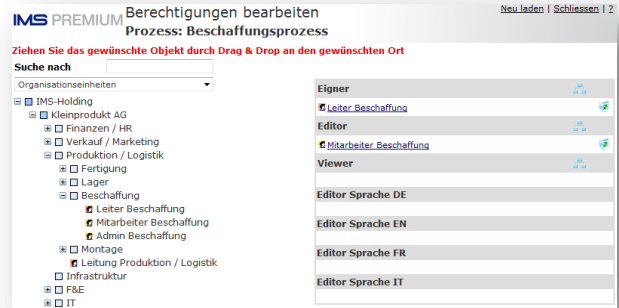 IMS PREMIUM
Berechtigungen bearbeiten
Neu laden | Schliessen | ?
Prozess: Beschaffungsprozess
Ziehen Sie das gewünschte Objekt durch Drag & Drop an den gewünschten Ort
Suche nach
Organisationseinheiten
IMS-Holding
Kleinprodukt AG
Finanzen / HR
Verkauf / Marketing
Produktion / Logistik
Fertigung
Lager
Beschaffung
Leiter Beschaffung
Mitarbeiter Beschaffung
Admin Beschaffung
Montage
Leitung Produktion / Logistik
Infrastruktur
F&E
IT
Eigner
Leiter Beschaffung
Editor
Mitarbeiter Beschaffung
Viewer
Editor Sprache DE
Editor Sprache EN
Editor Sprache FR
Editor Sprache IT